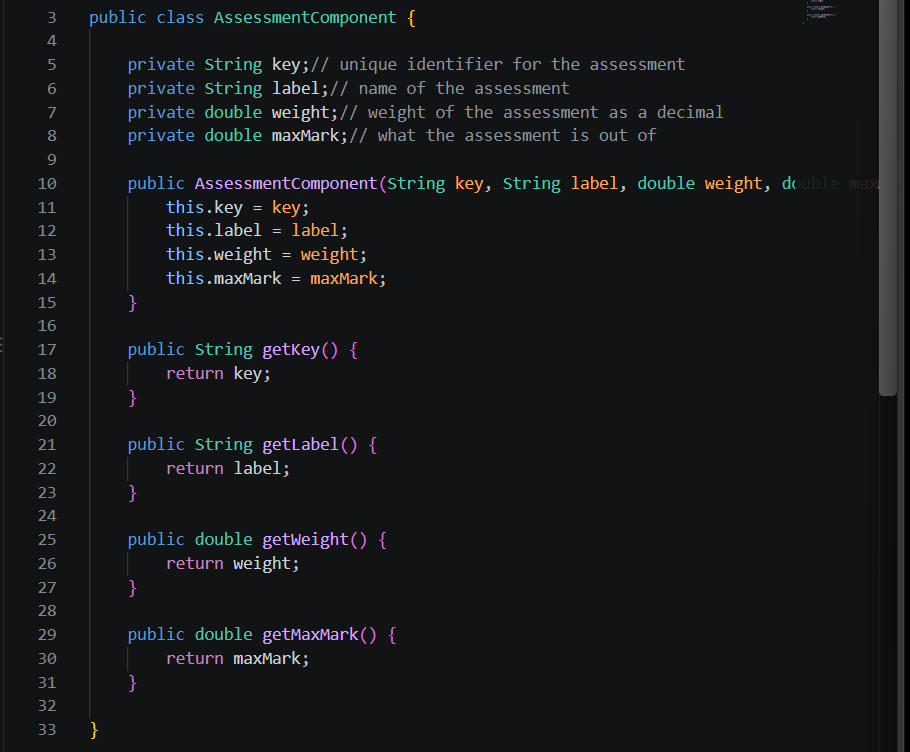 3 public class AssessmentComponent {
4
5 private String key;// unique identifier for the assessment
6 private String label;// name of the assessment
7 private double weight;// weight of the assessment as a decimal
8 private double maxMark;// what the assessment is out of
9
10 public AssessmentComponent(String key, String label, double weight, double
11 this.key = key;
12 this.label = label;
13 this.weight = weight;
14 this.maxMark = maxMark;
15 }
16
17 public String getKey() {
18 return key;
19 }
20
21 public String getLabel() {
22 return label;
23 }
24
25 public double getWeight() {
26 return weight;
27 }
28
29 public double getMaxMark() {
30 return maxMark;
31 }
32
33 }